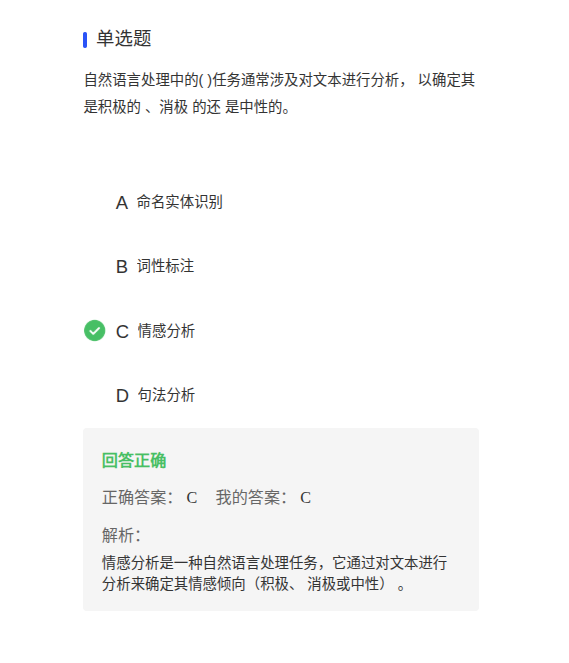 单选题
自然语言处理中的( )任务通常涉及对文本进行分析， 以确定其
是积极的 、消极 的还 是中性的。
A 命名实体识别
B 词性标注
C 情感分析
D 句法分析
回答正确
正确答案： C 我的答案： C
解析：
情感分析是一种自然语言处理任务，它通过对文本进行
分析来确定其情感倾向（积极、 消极或中性） 。